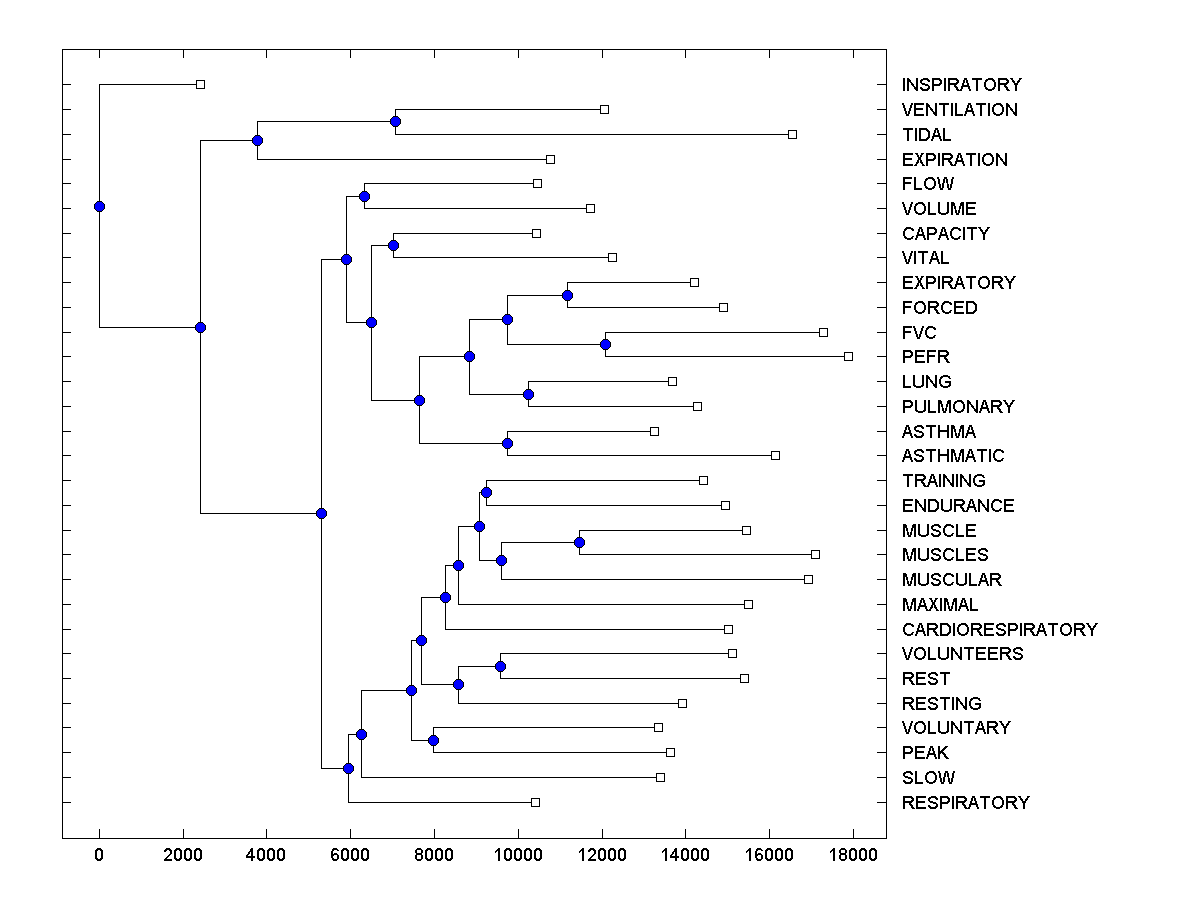 INSPIRATORY
VENTILATION
TIDAL
EXPIRATION
FLOW
VOLUME
CAPACITY
VITAL
EXPIRATORY
FORCED
FVC
PEFR
LUNG
PULMONARY
ASTHMA
ASTHMATIC
TRAINING
ENDURANCE
MUSCLE
MUSCLES
MUSCULAR
MAXIMAL
CARDIORESPIRATORY
VOLUNTEERS
REST
RESTING
VOLUNTARY
PEAK
SLOW
RESPIRATORY
0 2000 4000 6000 8000 10000 12000 14000 16000 18000